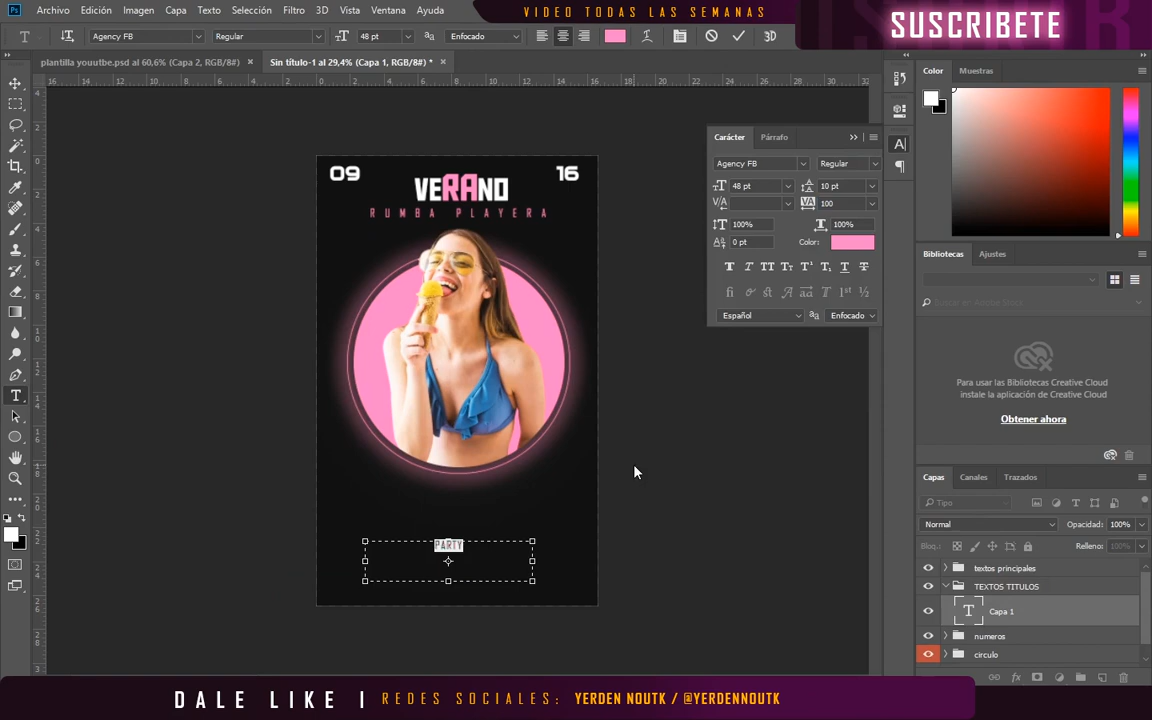 VIDEO TODAS LAS SEMANAS
SUSCRIBETE
Ps Archivo Edición Imagen Capa Texto Selección Filtro 3D Vista Ventana Ayuda
Agency FB Regular 48 pt Enfocado 3D
plantilla yuoutbe.psd al 60,6% (Capa 2, RGB/8#) × Sin título-1 al 29,4% (Capa 1, RGB/8#) * ×
09 VERANO 16
RUMBA PLAYERA
PARTY
Carácter Párrafo
Agency FB Regular
48 pt 10 pt
100
100% 100%
0 pt Color:
Español Enfocado
Color Muestras
Bibliotecas Ajustes
Para usar las Bibliotecas Creative Cloud
instale la aplicación de Creative Cloud
Obtener ahora
Capas Canales Trazados
Tipo
Normal Opacidad: 100%
Bloq.: Relleno: 100%
textos principales
TEXTOS TITULOS
Capa 1
numeros
circulo
DALE LIKE | REDES SOCIALES: YERDEN NOUTK / @YERDENNOUTK